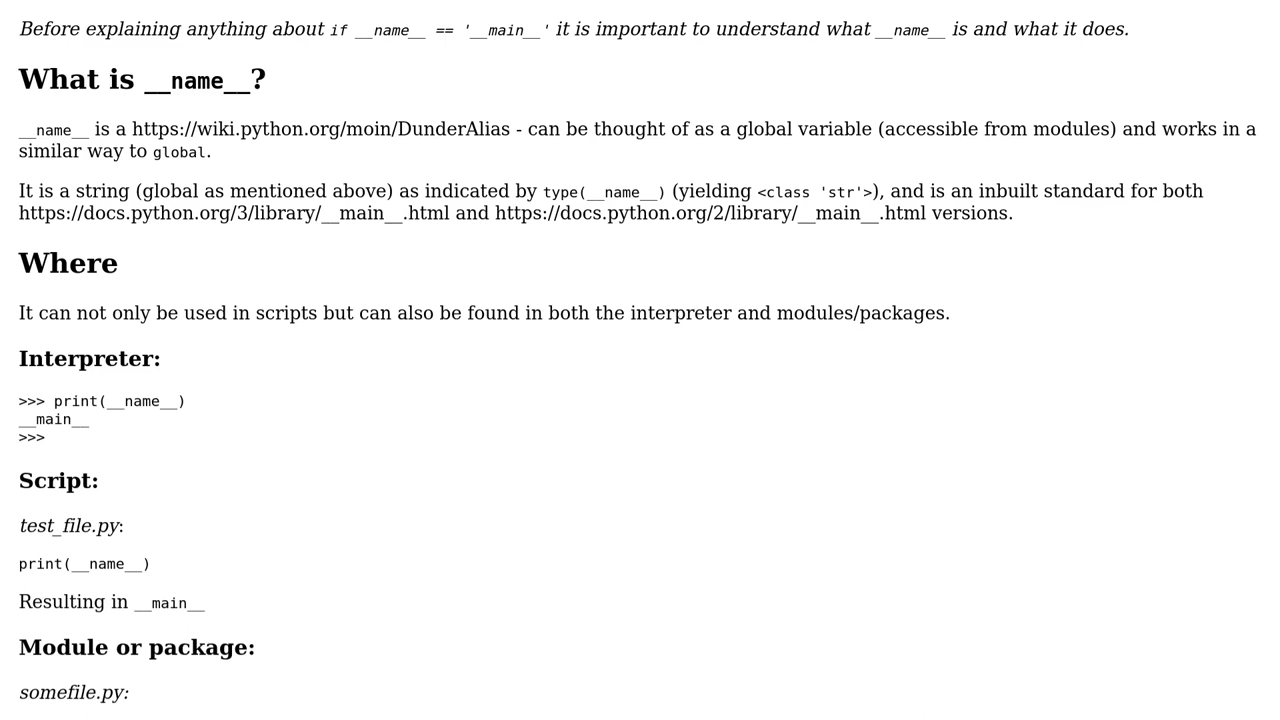 Before explaining anything about if __name__ == '__main__' it is important to understand what __name__ is and what it does.
What is __name__?
__name__ is a https://wiki.python.org/moin/DunderAlias - can be thought of as a global variable (accessible from modules) and works in a
similar way to global.
It is a string (global as mentioned above) as indicated by type(__name__) (yielding <class 'str'>), and is an inbuilt standard for both
https://docs.python.org/3/library/__main__.html and https://docs.python.org/2/library/__main__.html versions.
Where
It can not only be used in scripts but can also be found in both the interpreter and modules/packages.
Interpreter:
>>> print(__name__)
__main__
>>>
Script:
test_file.py:
print(__name__)
Resulting in __main__
Module or package:
somefile.py: